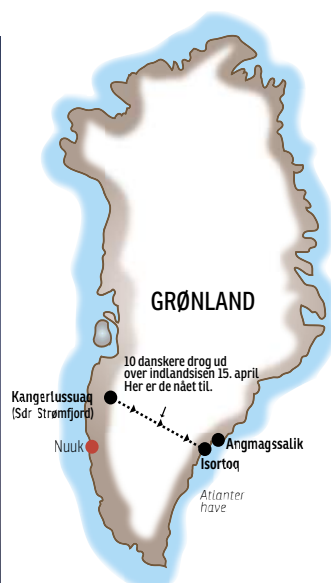 GRØNLAND
10 danskere drog ud
over indlandsisen 15. april
Her er de nået til.
Kangerlussuaq
(Sdr Strømfjord)
Nuuk
Angmagssalik
Isortoq
Atlanter
have